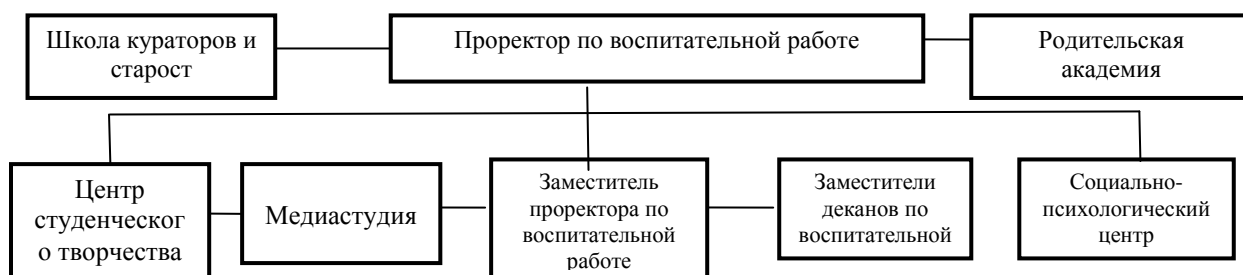 Школа кураторов и
старост
Проректор по воспитательной работе
Родительская
академия
Центр
студенческог
о творчества
Медиастудия
Заместитель
проректора по
воспитательной
работе
Заместители
деканов по
воспитательной
Социально-
психологический
центр